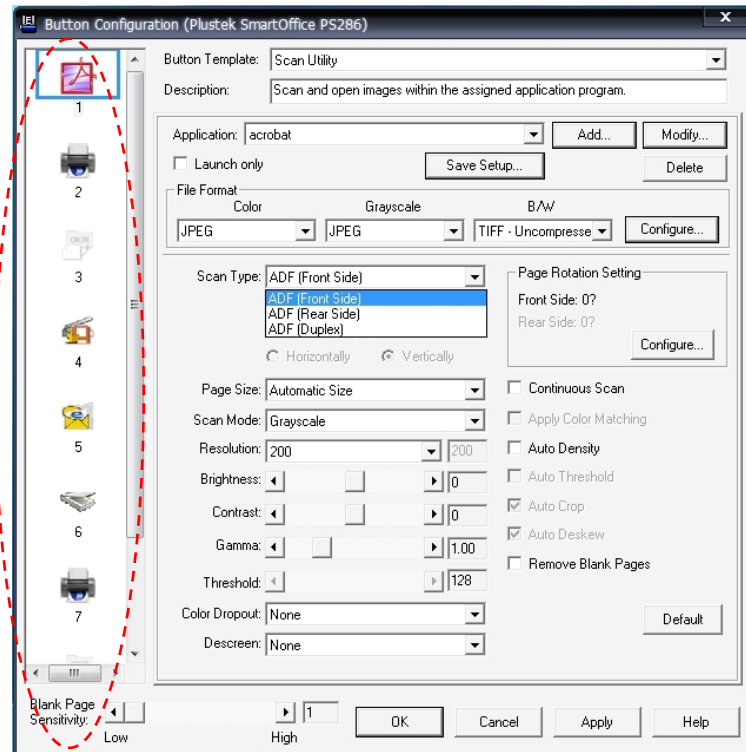 Button Configuration (Plustek SmartOffice PS286)
x
Button Template: Scan Utility
Description: Scan and open images within the assigned application program.
1
2
OCR
3
4
5
6
7
Application: acrobat Add... Modify...
Launch only Save Setup... Delete
File Format
Color Grayscale B/W
JPEG JPEG TIFF - Uncompresse Configure...
Scan Type: ADF (Front Side)
ADF (Front Side)
ADF (Rear Side)
ADF (Duplex)
Horizontally Vertically
Page Rotation Setting
Front Side: 0?
Rear Side: 0?
Configure...
Page Size: Automatic Size
Scan Mode: Grayscale
Resolution: 200 200
Brightness: 0
Contrast: 0
Gamma: 1.00
Threshold: 128
Color Dropout: None
Descreen: None
Continuous Scan
Apply Color Matching
Auto Density
Auto Threshold
Auto Crop
Auto Deskew
Remove Blank Pages
Default
Blank Page
Sensitivity: 1
Low High
OK Cancel Apply Help